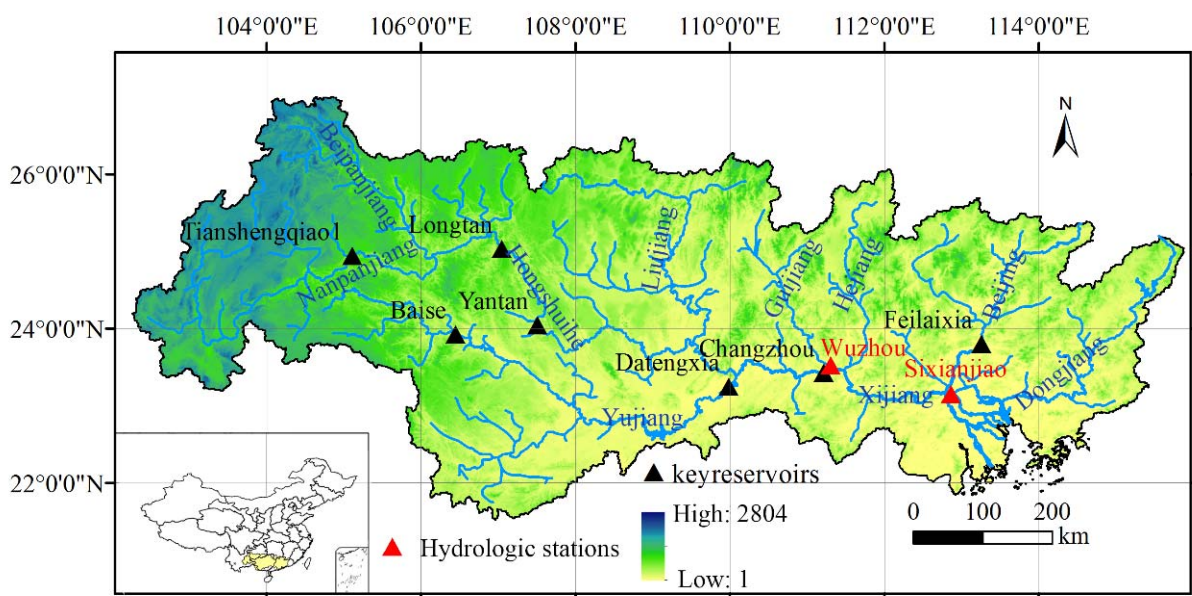 104°0'0"E 106°0'0"E 108°0'0"E 110°0'0"E 112°0'0"E 114°0'0"E
N
26°0'0"N
24°0'0"N
22°0'0"N
Beipanjiang
Tianshengqiao1
Longtan
Nanpanjiang
Hongshuihe
Liujiang
Guijiang
Hejiang
Beijing
Baise
Yantan
Feilaixia
Datengxia
Changzhou
Wuzhou
Sixianjiao
Dongjiang
Xijiang
Yujiang
keyreservoirs
High: 2804
Low: 1
Hydrologic stations
0 100 200
km